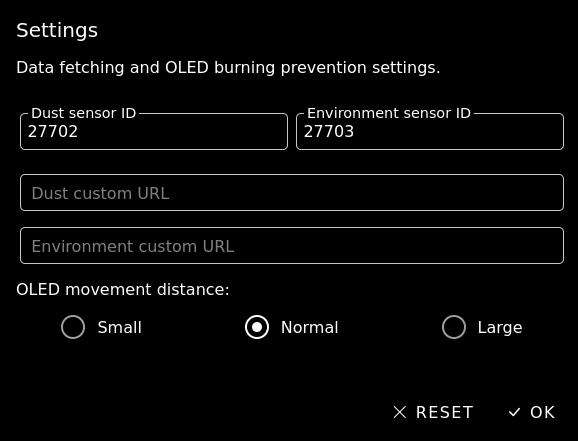 Settings
Data fetching and OLED burning prevention settings.
Dust sensor ID Environment sensor ID
27702 27703
Dust custom URL
Environment custom URL
OLED movement distance:
Small Normal Large
RESET OK